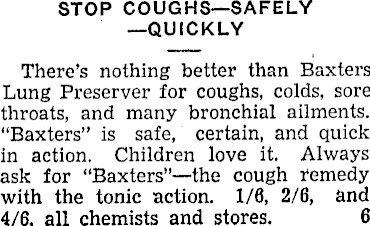 STOP COUGHS—SAFELY
—QUICKLY
There's nothing better than Baxters
Lung Preserver for coughs, colds, sore
throats, and many bronchial ailments.
"Baxters" is safe, certain, and quick
in action. Children love it. Always
ask for "Baxters"—the cough remedy
with the tonic action. 1/6, 2/6, and
4/6, all chemists and stores. 6